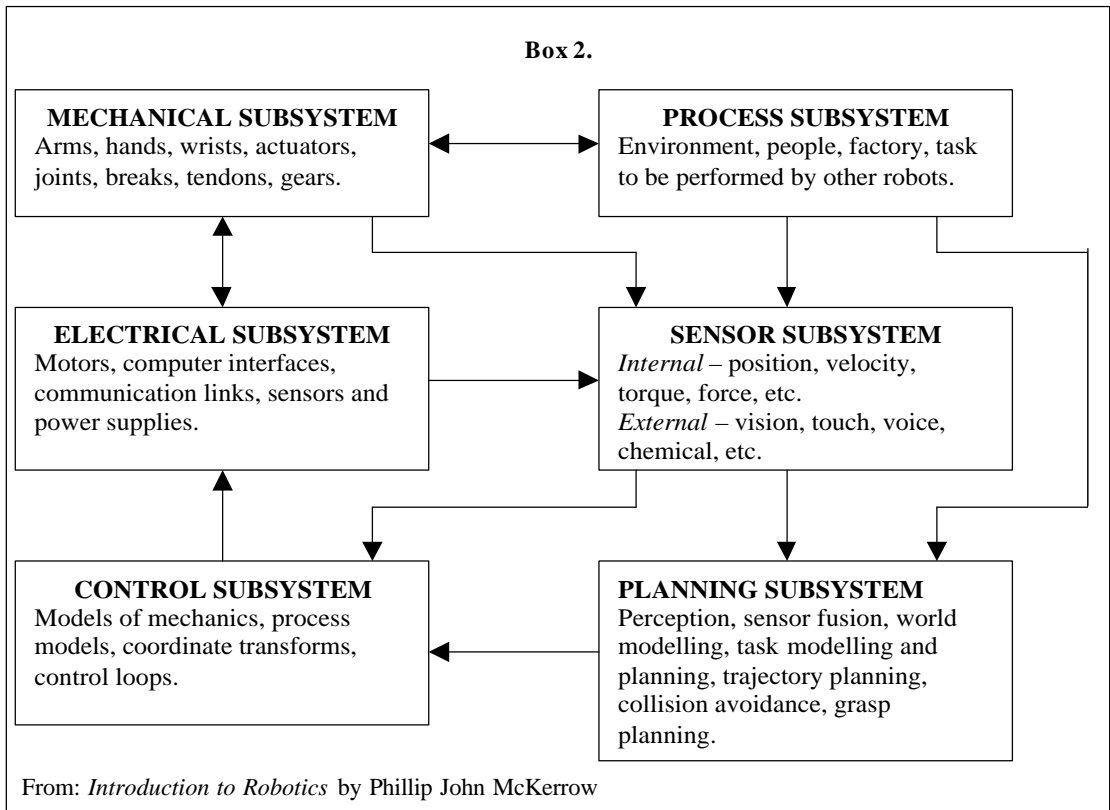 Box 2.
MECHANICAL SUBSYSTEM
Arms, hands, wrists, actuators,
joints, breaks, tendons, gears.
PROCESS SUBSYSTEM
Environment, people, factory, task
to be performed by other robots.
ELECTRICAL SUBSYSTEM
Motors, computer interfaces,
communication links, sensors and
power supplies.
SENSOR SUBSYSTEM
Internal – position, velocity,
torque, force, etc.
External – vision, touch, voice,
chemical, etc.
CONTROL SUBSYSTEM
Models of mechanics, process
models, coordinate transforms,
control loops.
PLANNING SUBSYSTEM
Perception, sensor fusion, world
modelling, task modelling and
planning, trajectory planning,
collision avoidance, grasp
planning.
From: Introduction to Robotics by Phillip John McKerrow